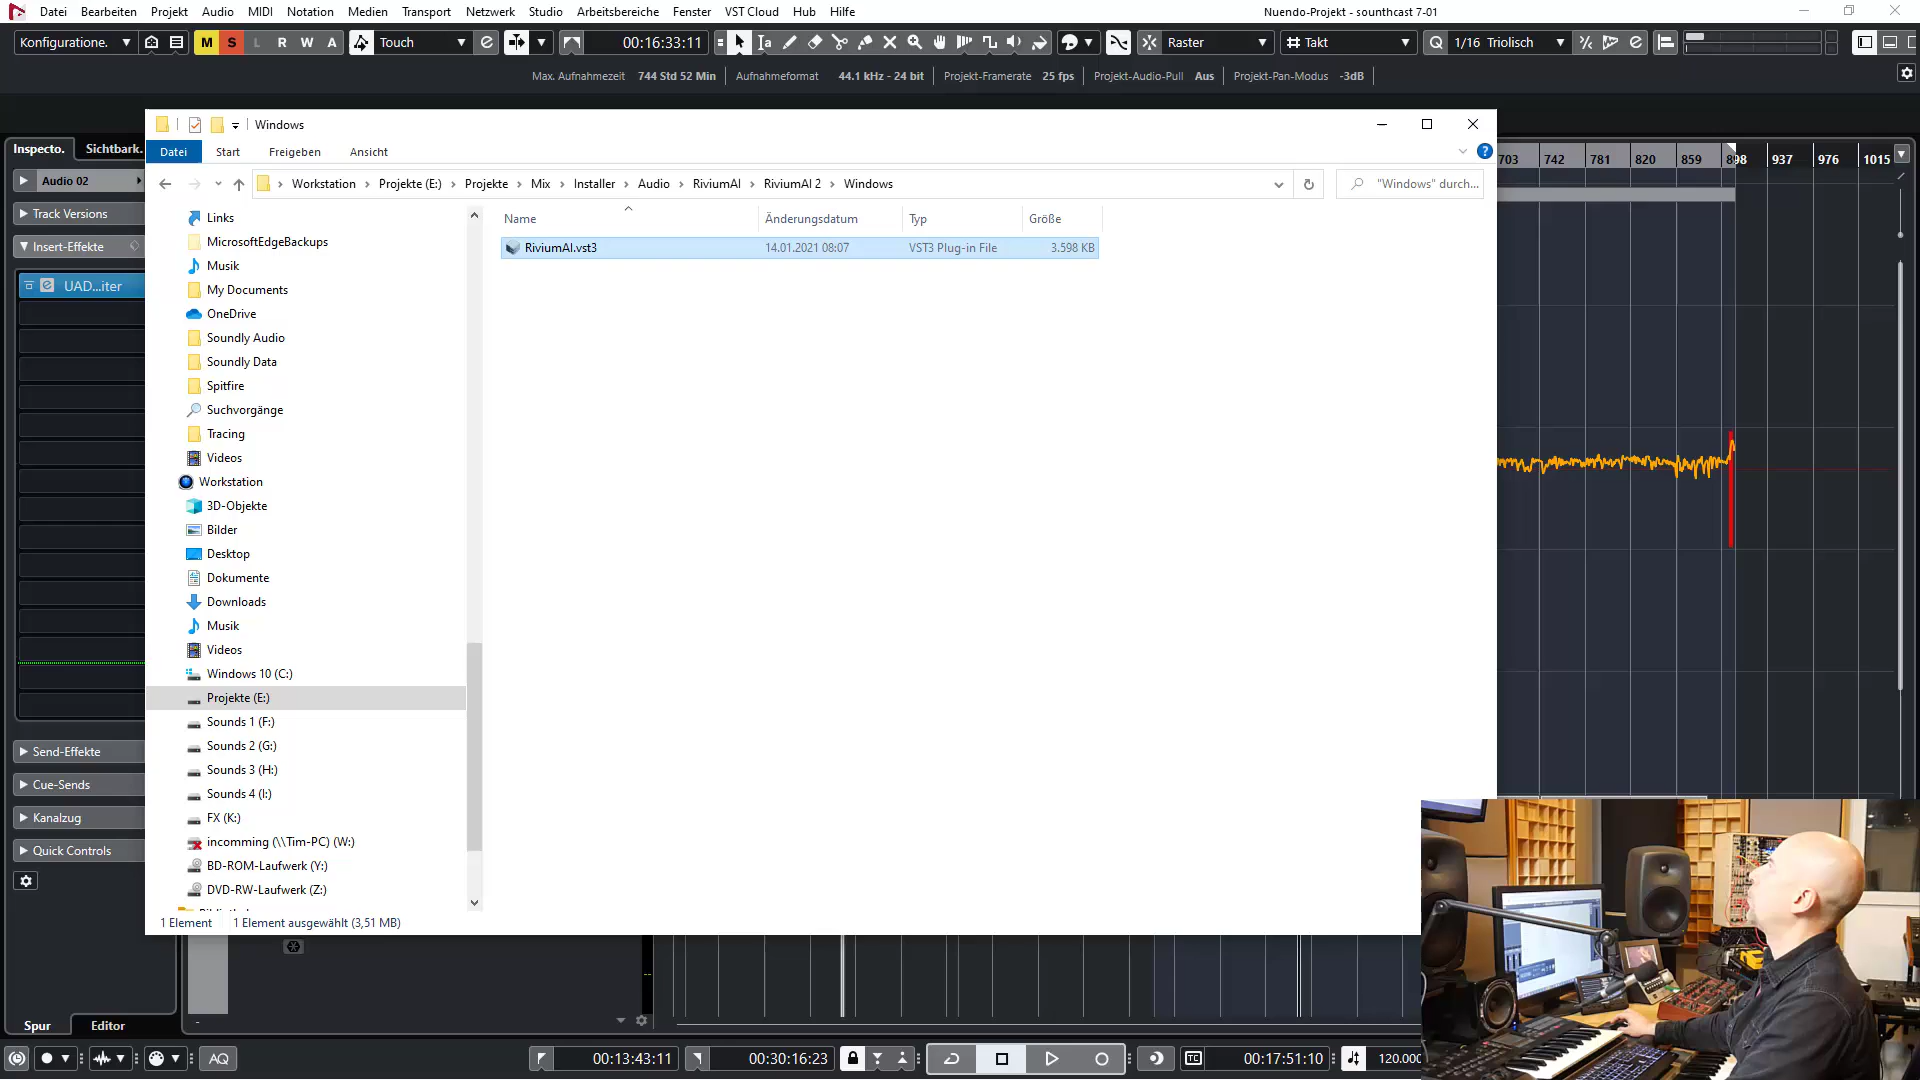 Datei Bearbeiten Projekt Audio MIDI Notation Medien Transport Netzwerk Studio Arbeitsbereiche Fenster VST Cloud Hub Hilfe Nuendo-Projekt - sounthcast 7-01
Konfiguratione. M S L R W A Touch 00:16:33:11 Raster Takt Q 1/16 Triolisch
Max. Aufnahmezeit 744 Std 52 Min Aufnahmeformat 44.1 kHz - 24 bit Projekt-Framerate 25 fps Projekt-Audio-Pull Aus Projekt-Pan-Modus -3dB
Windows
Inspecto. Sichtbark. Datei Start Freigeben Ansicht
703 742 781 820 859 898 937 976 1015
Audio 02
Workstation Projekte (E:) Projekte Mix Installer Audio RiviumAI RiviumAI 2 Windows "Windows" durch...
Track Versions
Insert-Effekte
UAD...iter
Links
MicrosoftEdgeBackups
Musik
My Documents
OneDrive
Soundly Audio
Soundly Data
Spitfire
Suchvorgänge
Tracing
Videos
Workstation
3D-Objekte
Bilder
Desktop
Dokumente
Downloads
Musik
Videos
Windows 10 (C:)
Projekte (E:)
Sounds 1 (F:)
Sounds 2 (G:)
Sounds 3 (H:)
Sounds 4 (I:)
FX (K:)
incomming (\\Tim-PC) (W:)
BD-ROM-Laufwerk (Y:)
DVD-RW-Laufwerk (Z:)
Name Änderungsdatum Typ Größe
RiviumAI.vst3 14.01.2021 08:07 VST3 Plug-in File 3.598 KB
Send-Effekte
Cue-Sends
Kanalzug
Quick Controls
1 Element 1 Element ausgewählt (3,51 MB)
Spur Editor
AQ 00:13:43:11 00:30:16:23 TC 00:17:51:10 120.000